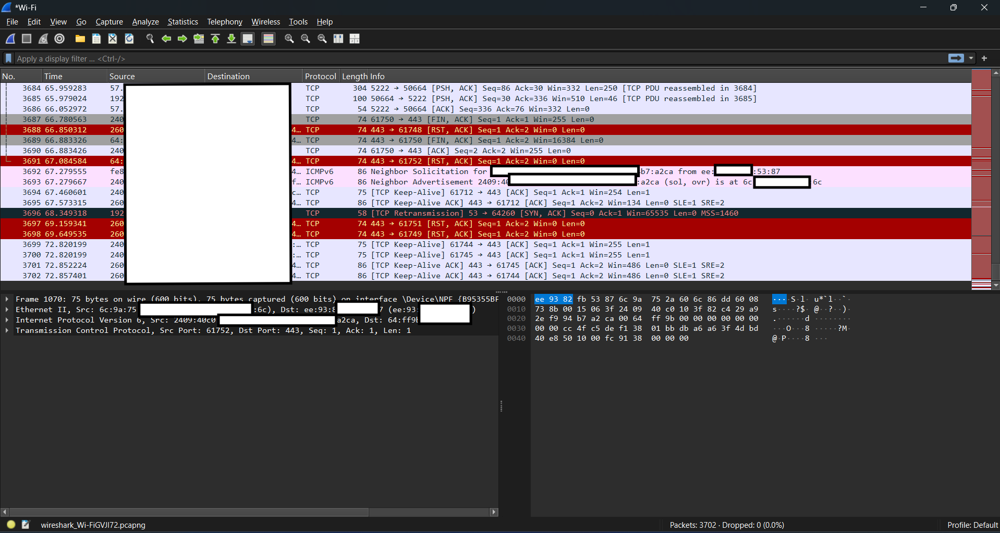 *Wi-Fi
File Edit View Go Capture Analyze Statistics Telephony Wireless Tools Help
Apply a display filter ... <Ctrl-/>
No. Time Source Destination Protocol Length Info
3684 65.959283 57. TCP 304 5222 → 50664 [PSH, ACK] Seq=86 Ack=30 Win=332 Len=250 [TCP PDU reassembled in 3684]
3685 65.979024 192 TCP 100 50664 → 5222 [PSH, ACK] Seq=30 Ack=336 Win=510 Len=46 [TCP PDU reassembled in 3685]
3686 66.052972 57. TCP 54 5222 → 50664 [ACK] Seq=336 Ack=76 Win=332 Len=0
3687 66.780563 240 TCP 74 61750 → 443 [FIN, ACK] Seq=1 Ack=1 Win=255 Len=0
3688 66.850312 260 4… TCP 74 443 → 61748 [RST, ACK] Seq=1 Ack=2 Win=0 Len=0
3689 66.883326 64: 4… TCP 74 443 → 61750 [FIN, ACK] Seq=1 Ack=2 Win=16384 Len=0
3690 66.883426 240 TCP 74 61750 → 443 [ACK] Seq=2 Ack=2 Win=255 Len=0
3691 67.084584 64: 4… TCP 74 443 → 61752 [RST, ACK] Seq=1 Ack=2 Win=0 Len=0
3692 67.279555 fe8 4… ICMPv6 86 Neighbor Solicitation for b7:a2ca from ee: :53:87
3693 67.279667 240 f… ICMPv6 86 Neighbor Advertisement 2409:40 :a2ca (sol, ovr) is at 6c 6c
3694 67.460601 240 c… TCP 75 [TCP Keep-Alive] 61712 → 443 [ACK] Seq=1 Ack=1 Win=254 Len=1
3695 67.573315 260 4… TCP 86 [TCP Keep-Alive ACK] 443 → 61712 [ACK] Seq=1 Ack=2 Win=134 Len=0 SLE=1 SRE=2
3696 68.349318 192 TCP 58 [TCP Retransmission] 53 → 64260 [SYN, ACK] Seq=0 Ack=1 Win=65535 Len=0 MSS=1460
3697 69.159341 260 4… TCP 74 443 → 61751 [RST, ACK] Seq=1 Ack=2 Win=0 Len=0
3698 69.649535 260 4… TCP 74 443 → 61749 [RST, ACK] Seq=1 Ack=2 Win=0 Len=0
3699 72.820199 240 :… TCP 75 [TCP Keep-Alive] 61744 → 443 [ACK] Seq=1 Ack=1 Win=255 Len=1
3700 72.820199 240 :… TCP 75 [TCP Keep-Alive] 61745 → 443 [ACK] Seq=1 Ack=1 Win=255 Len=1
3701 72.852224 260 4… TCP 86 [TCP Keep-Alive ACK] 443 → 61745 [ACK] Seq=1 Ack=2 Win=486 Len=0 SLE=1 SRE=2
3702 72.857401 260 4… TCP 86 [TCP Keep-Alive ACK] 443 → 61744 [ACK] Seq=1 Ack=2 Win=486 Len=0 SLE=1 SRE=2
Frame 1070: 75 bytes on wire (600 bits), 75 bytes captured (600 bits) on interface \Device\NPF_{B95355BF
Ethernet II, Src: 6c:9a:75 :6c), Dst: ee:93:8 7 (ee:93: )
Internet Protocol Version 6, Src: 2409:40c0 a2ca, Dst: 64:ff9b
Transmission Control Protocol, Src Port: 61752, Dst Port: 443, Seq: 1, Ack: 1, Len: 1
0000 ee 93 82 fb 53 87 6c 9a 75 2a 60 6c 86 dd 60 08 ····S·l· u*`l··`·
0010 73 8b 00 15 06 3f 24 09 40 c0 10 3f 82 c4 29 a9 s····?$· @··?··)·
0020 2e f9 94 b7 a2 ca 00 64 ff 9b 00 00 00 00 00 00 .······d ········
0030 00 00 cc 4f c5 de f1 38 01 bb db a6 a6 3f 4d bd ···O···8 ·····?M·
0040 40 e8 50 10 00 fc 91 38 00 00 00 @·P····8 ···
wireshark_Wi-FiGVJI72.pcapng
Packets: 3702 · Dropped: 0 (0.0%)
Profile: Default